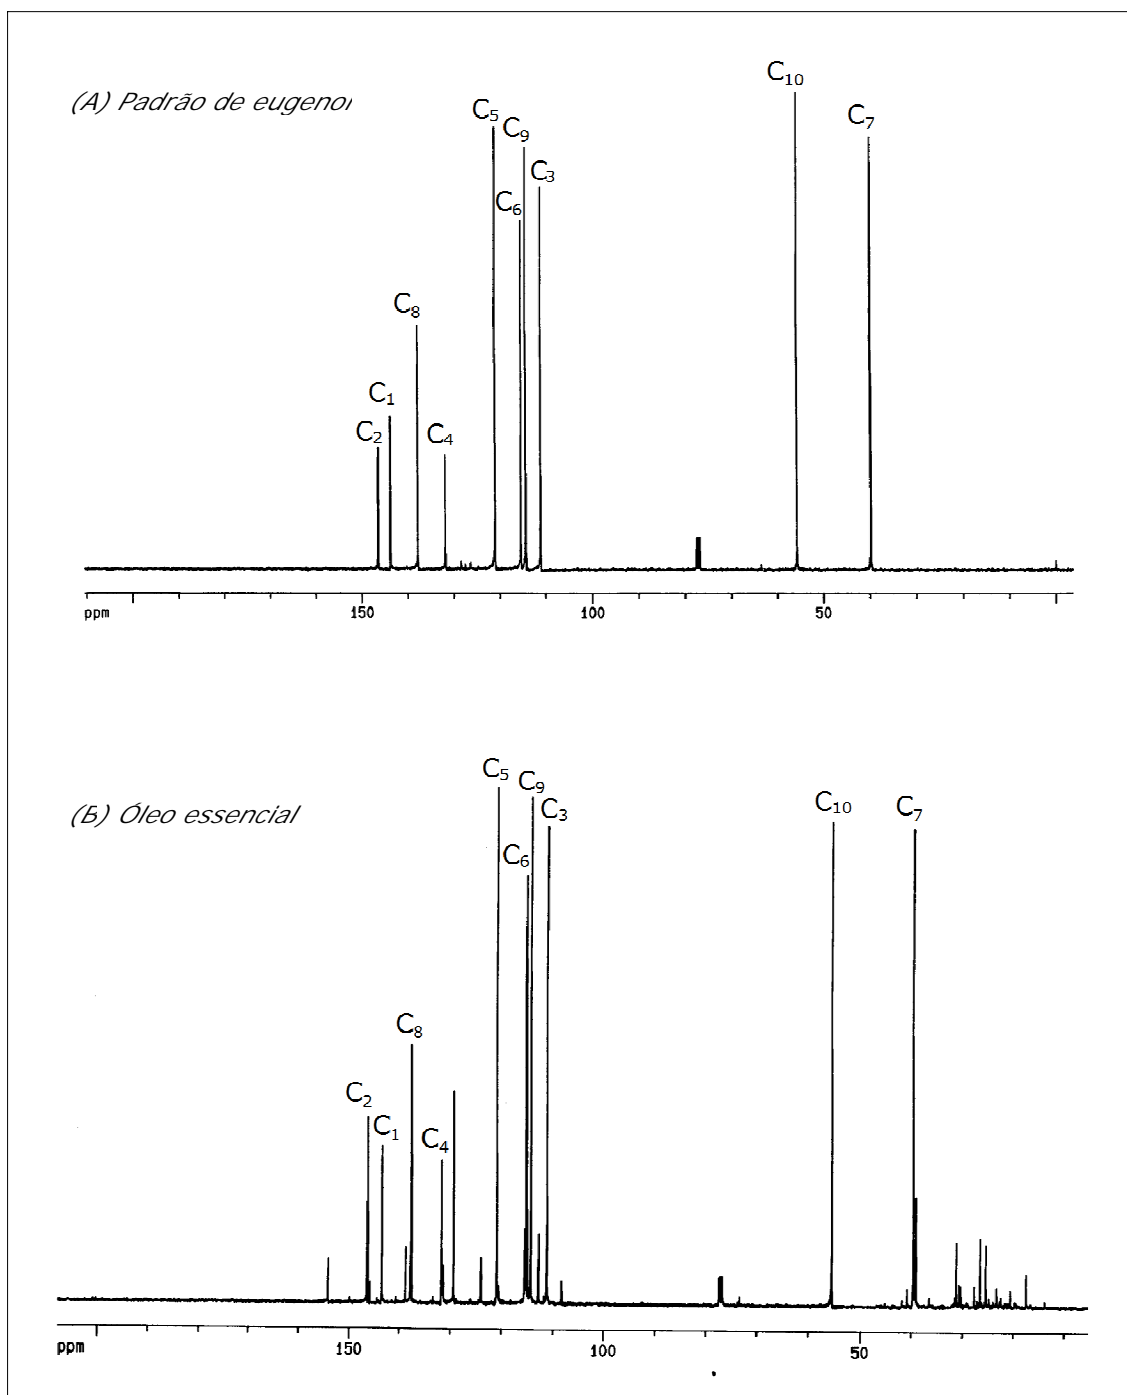 (A) Padrão de eugenol
C10
C5
C9
C7
C3
C6
C8
C1
C2
C4
ppm
150
100
50
(B) Óleo essencial
C5
C9
C10
C7
C3
C6
C8
C2
C1
C4
ppm
150
100
50